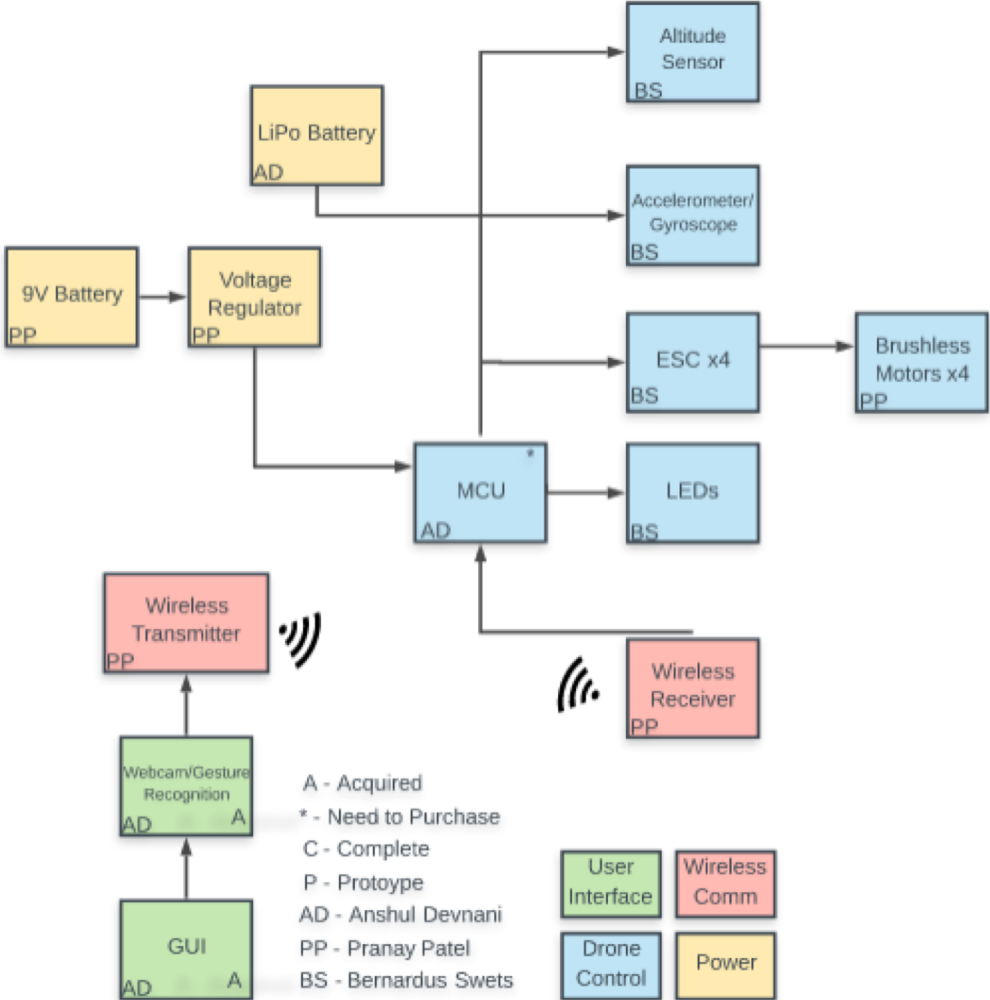 Altitude
Sensor
BS
LiPo Battery
AD
Accelerometer/
Gyroscope
BS
9V Battery
PP
Voltage
Regulator
PP
ESC x4
BS
Brushless
Motors x4
PP
*
MCU
AD
LEDs
BS
Wireless
Transmitter
PP
Wireless
Receiver
PP
Webcam/Gesture
Recognition
AD
A
GUI
AD
A
A - Acquired
* - Need to Purchase
C - Complete
P - Protoype
AD - Anshul Devnani
PP - Pranay Patel
BS - Bernardus Swets
User
Interface
Wireless
Comm
Drone
Control
Power